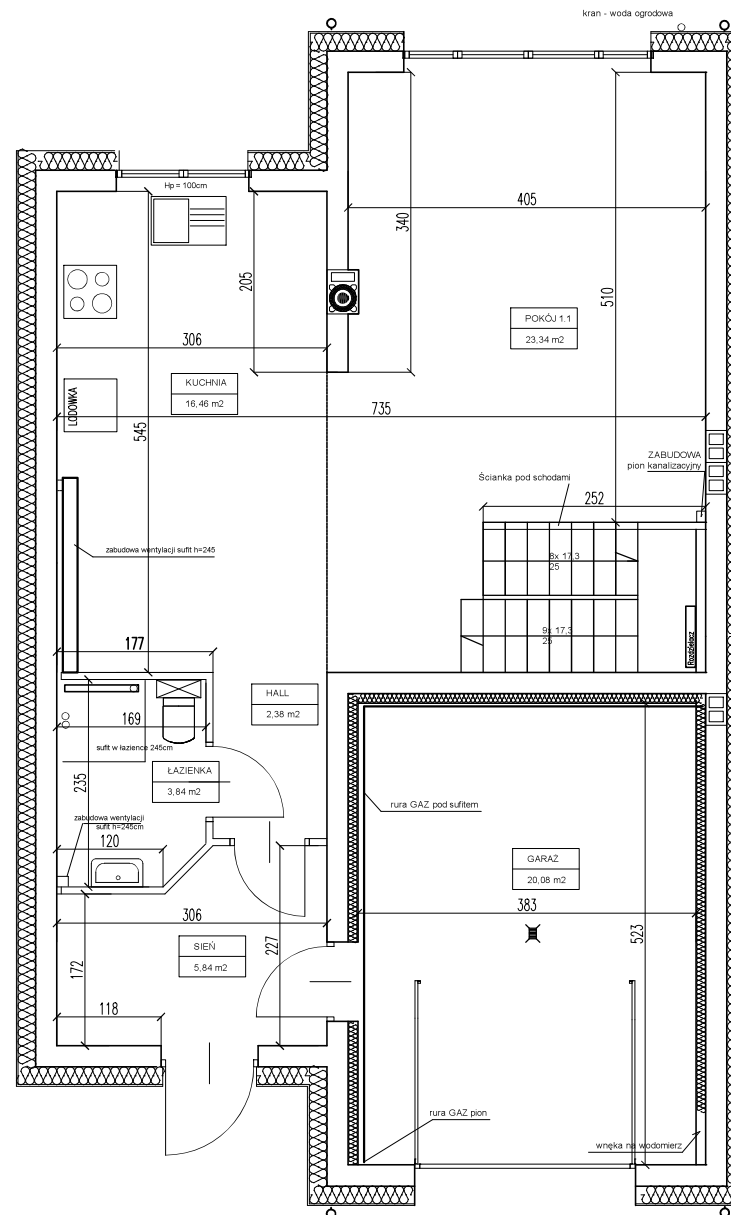 kran - woda ogrodowa
Hp = 100cm
405
340
205
510
POKÓJ 1.1
23,34 m2
306
KUCHNIA
16,46 m2
LODÓWKA
735
545
ZABUDOWA
pion kanalizacyjny
Ścianka pod schodami
252
zabudowa wentylacji sufit h=245
8x 17,3
25
9x 17,3
25
Rozdzielacz
177
HALL
2,38 m2
169
sufit w łazience 245cm
ŁAZIENKA
3,84 m2
235
rura GAZ pod sufitem
zabudowa wentylacji
sufit h=245cm
120
GARAŻ
20,08 m2
383
306
523
SIEŃ
5,84 m2
227
172
118
rura GAZ pion
wnęka na wodomierz